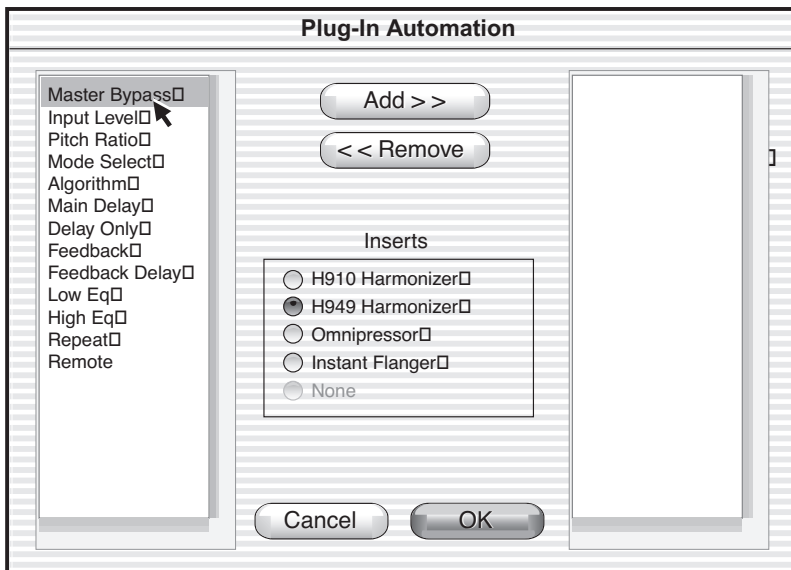 Plug-In Automation
Master Bypass
Input Level
Pitch Ratio
Mode Select
Algorithm
Main Delay
Delay Only
Feedback
Feedback Delay
Low Eq
High Eq
Repeat
Remote
Add > >
< < Remove
Inserts
H910 Harmonizer
H949 Harmonizer
Omnipressor
Instant Flanger
None
Cancel
OK